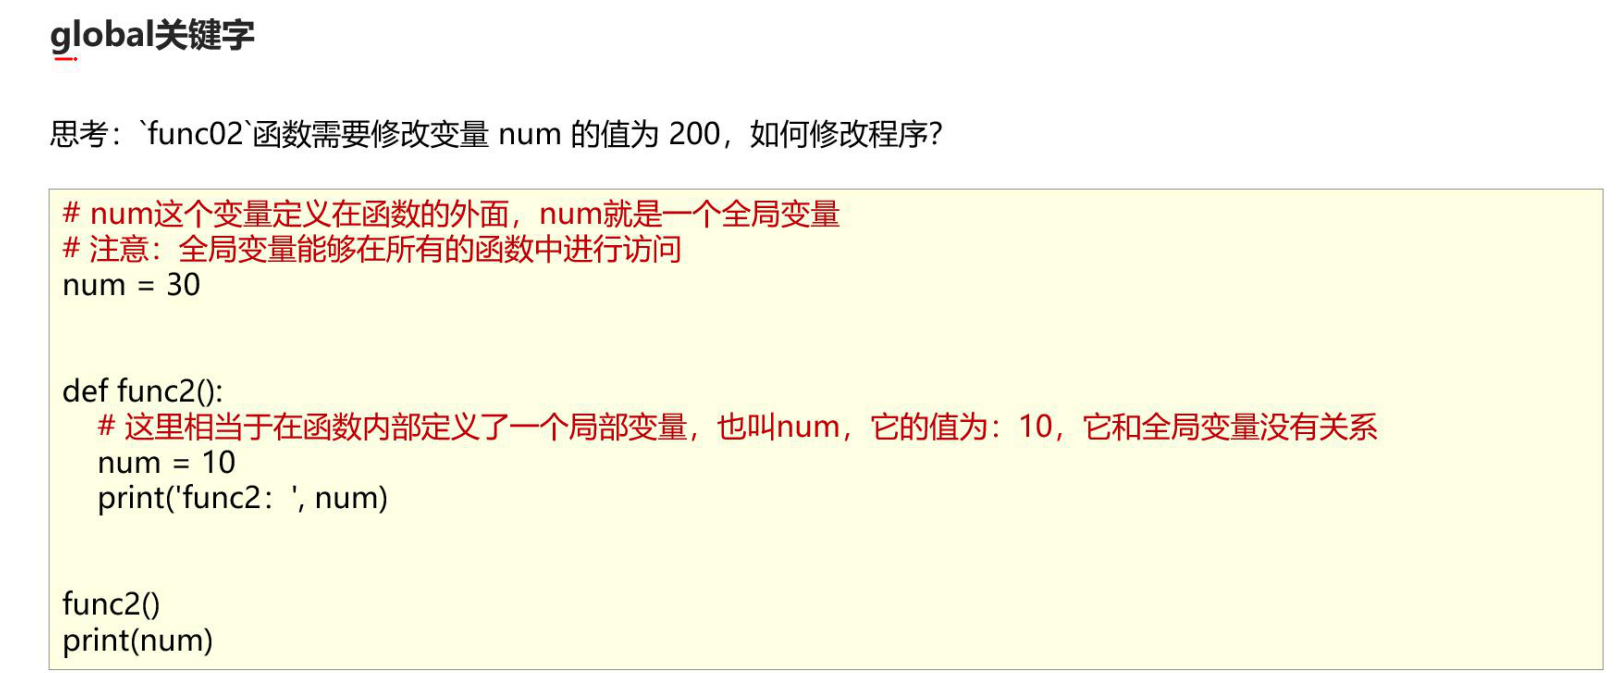 global关键字
思考：`func02`函数需要修改变量 num 的值为 200，如何修改程序？
# num这个变量定义在函数的外面，num就是一个全局变量
# 注意：全局变量能够在所有的函数中进行访问
num = 30
def func2():
# 这里相当于在函数内部定义了一个局部变量，也叫num，它的值为：10，它和全局变量没有关系
num = 10
print('func2：', num)
func2()
print(num)